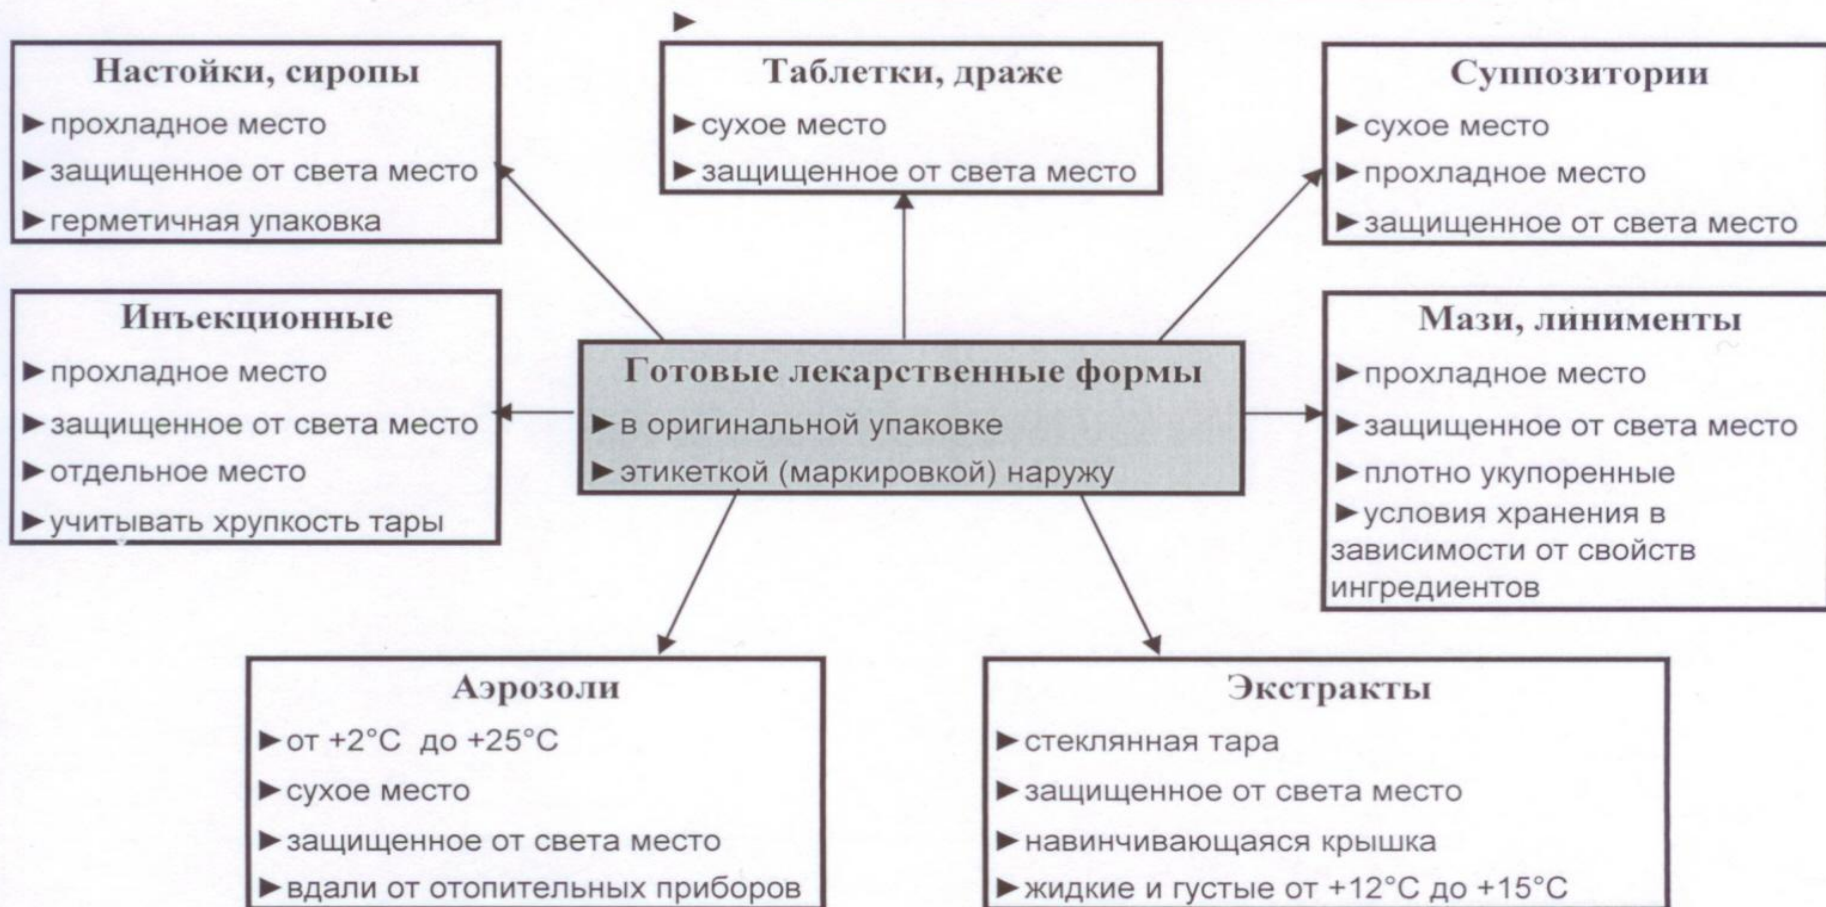 Настойки, сиропы
►прохладное место
►защищенное от света место
►герметичная упаковка
►
Таблетки, драже
►сухое место
►защищенное от света место
Суппозитории
►сухое место
►прохладное место
►защищенное от света место
Инъекционные
►прохладное место
►защищенное от света место
►отдельное место
►учитывать хрупкость тары
Готовые лекарственные формы
►в оригинальной упаковке
►этикеткой (маркировкой) наружу
Мази, линименты
►прохладное место
►защищенное от света место
►плотно укупоренные
►условия хранения в
зависимости от свойств
ингредиентов
Аэрозоли
►от +2°С до +25°С
►сухое место
►защищенное от света место
►вдали от отопительных приборов
Экстракты
►стеклянная тара
►защищенное от света место
►навинчивающаяся крышка
►жидкие и густые от +12°С до +15°С